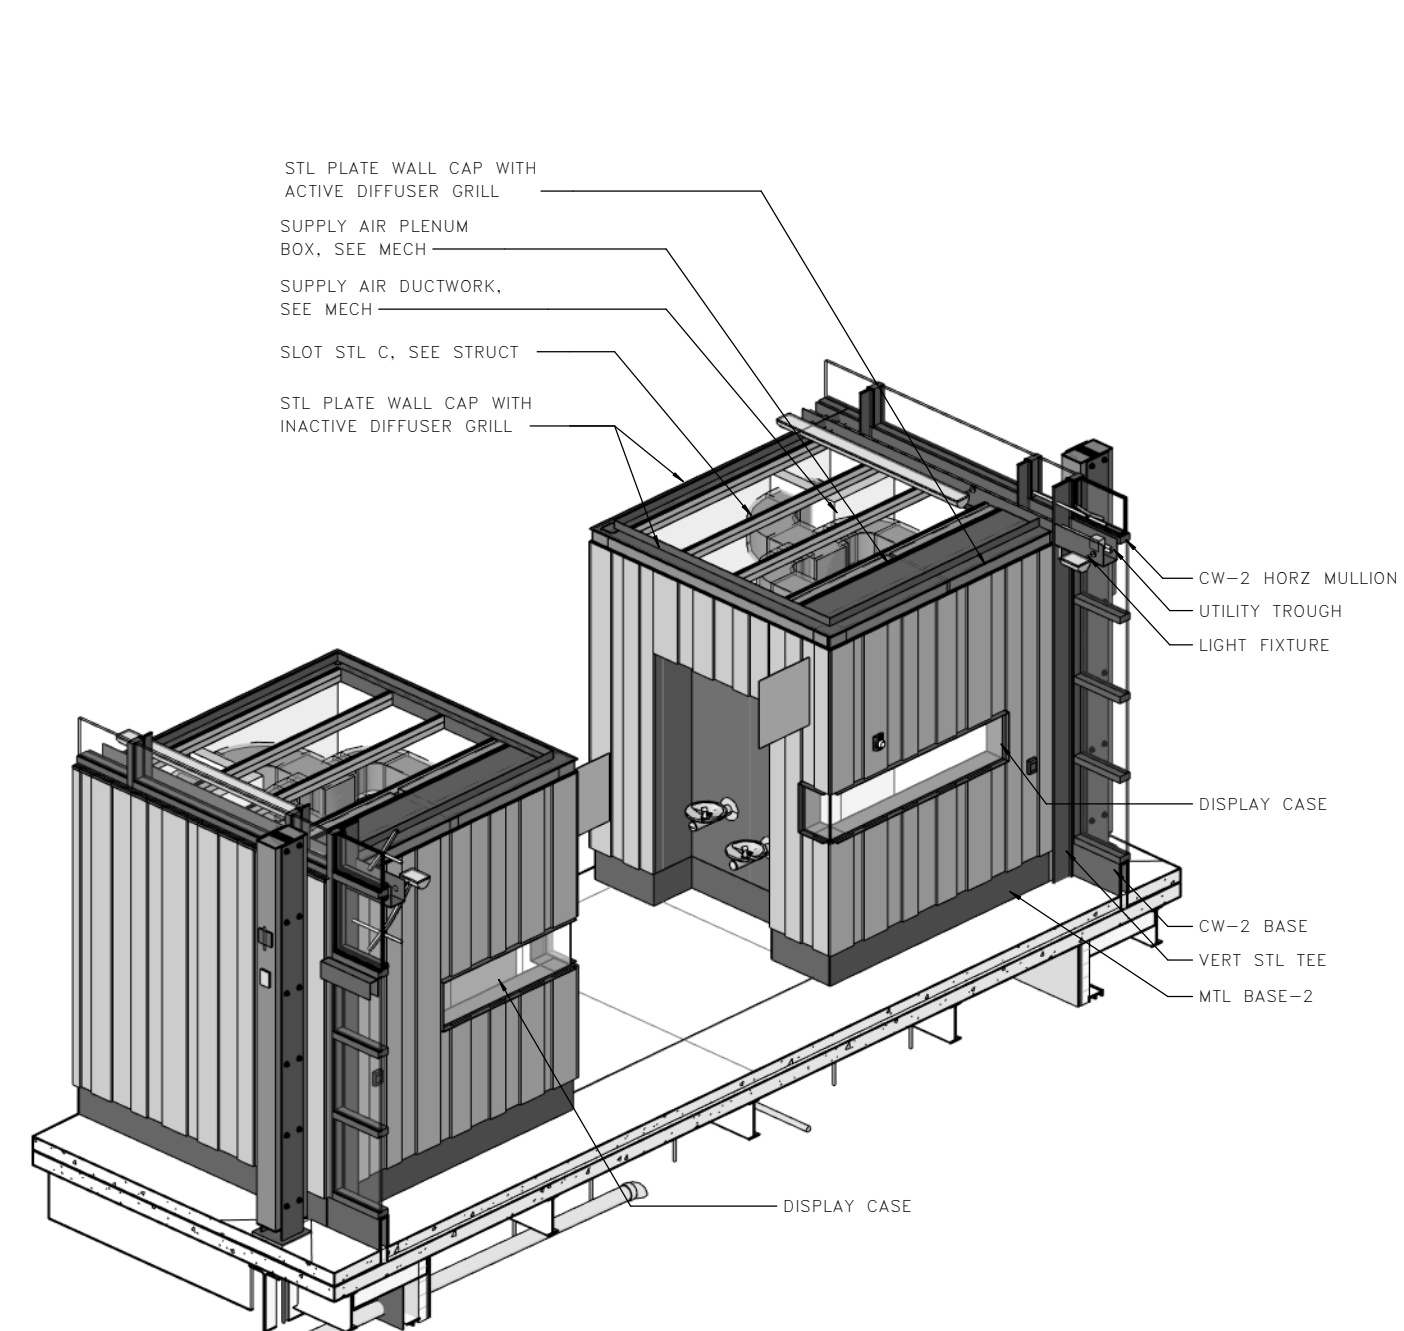 STL PLATE WALL CAP WITH
ACTIVE DIFFUSER GRILL
SUPPLY AIR PLENUM
BOX, SEE MECH
SUPPLY AIR DUCTWORK,
SEE MECH
SLOT STL C, SEE STRUCT
STL PLATE WALL CAP WITH
INACTIVE DIFFUSER GRILL
CW-2 HORZ MULLION
UTILITY TROUGH
LIGHT FIXTURE
DISPLAY CASE
CW-2 BASE
VERT STL TEE
MTL BASE-2
DISPLAY CASE